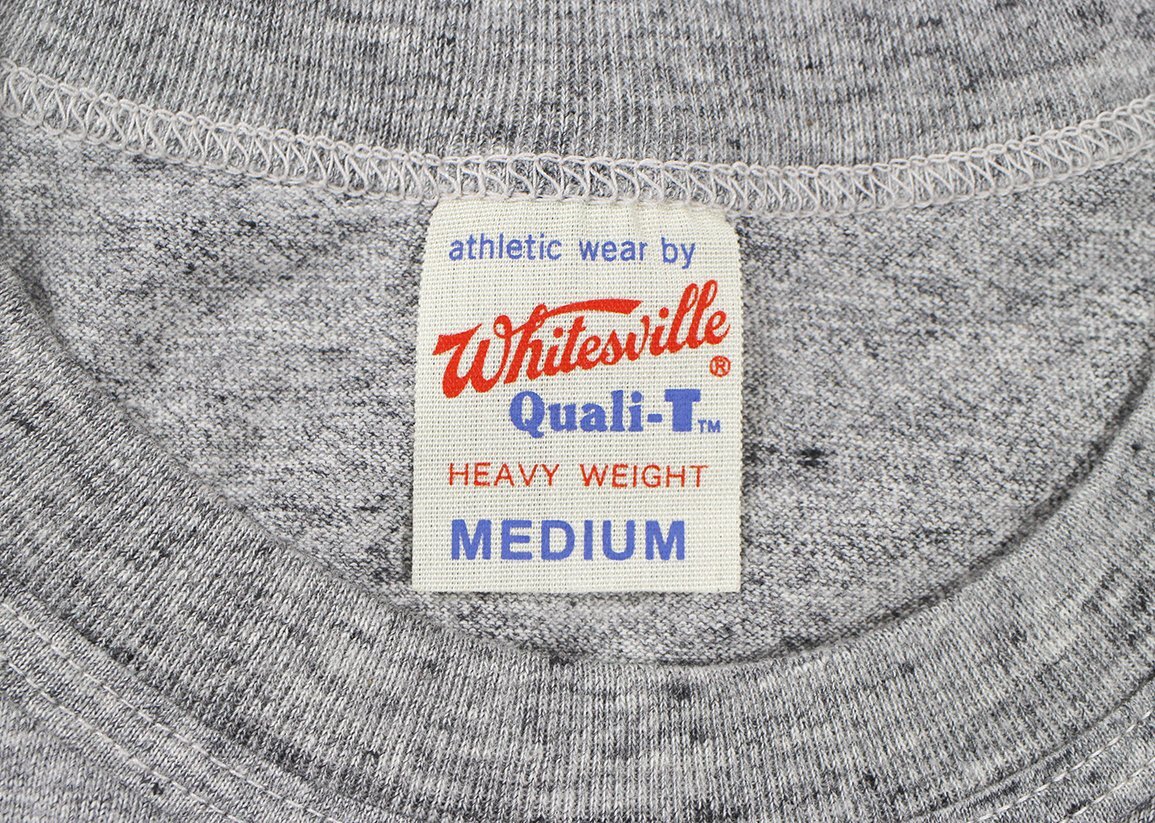 athletic wear by
Whitesville®
Quali-T™
HEAVY WEIGHT
MEDIUM